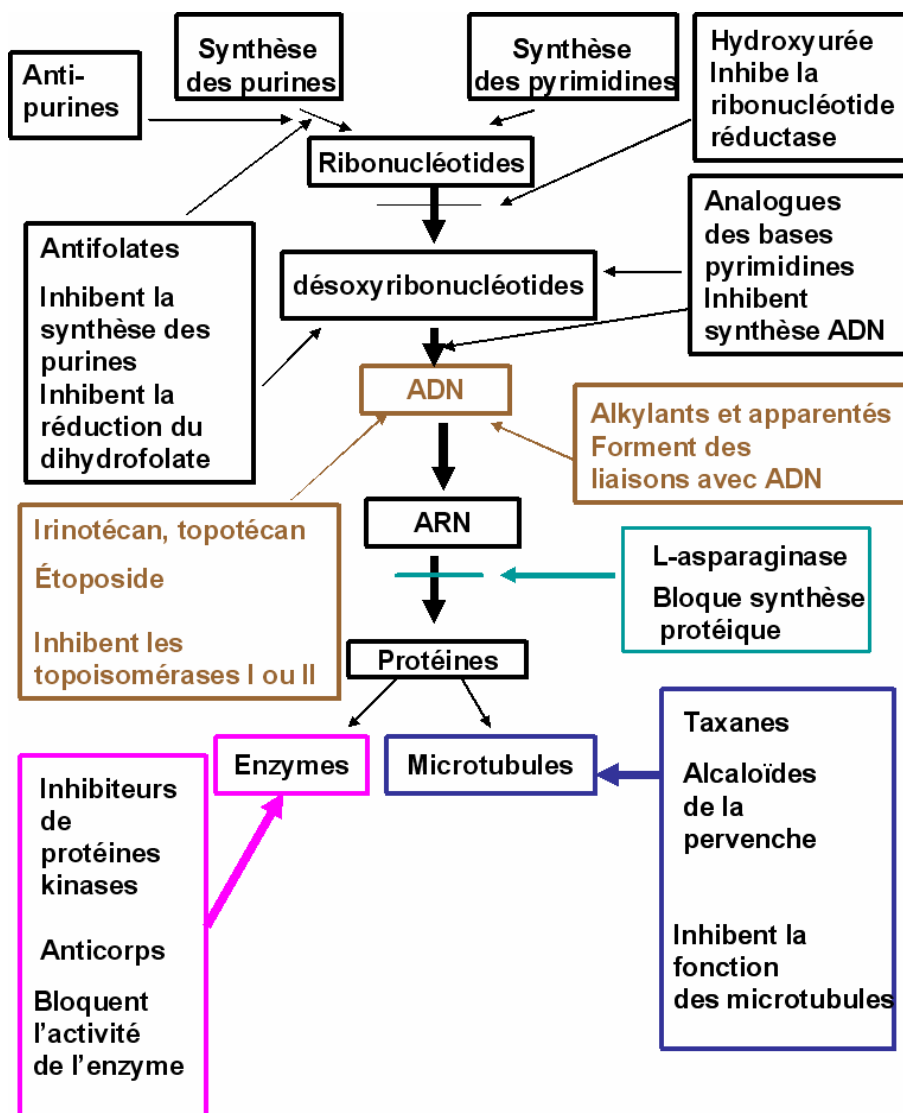 Anti-
purines
Synthèse
des purines
Synthèse
des pyrimidines
Hydroxyurée
Inhibe la
ribonucléotide
réductase
Ribonucléotides
Antifolates
Inhibent la
synthèse des
purines
Inhibent la
réduction du
dihydrofolate
désoxyribonucléotides
Analogues
des bases
pyrimidines
Inhibent
synthèse ADN
ADN
Alkylants et apparentés
Forment des
liaisons avec ADN
Irinotécan, topotécan
Étoposide
Inhibent les
topoisomérases I ou II
ARN
L-asparaginase
Bloque synthèse
protéique
Protéines
Enzymes
Microtubules
Taxanes
Alcaloïdes
de la
pervenche
Inhibent la
fonction
des microtubules
Inhibiteurs
de
protéines
kinases
Anticorps
Bloquent
l'activité
de l'enzyme